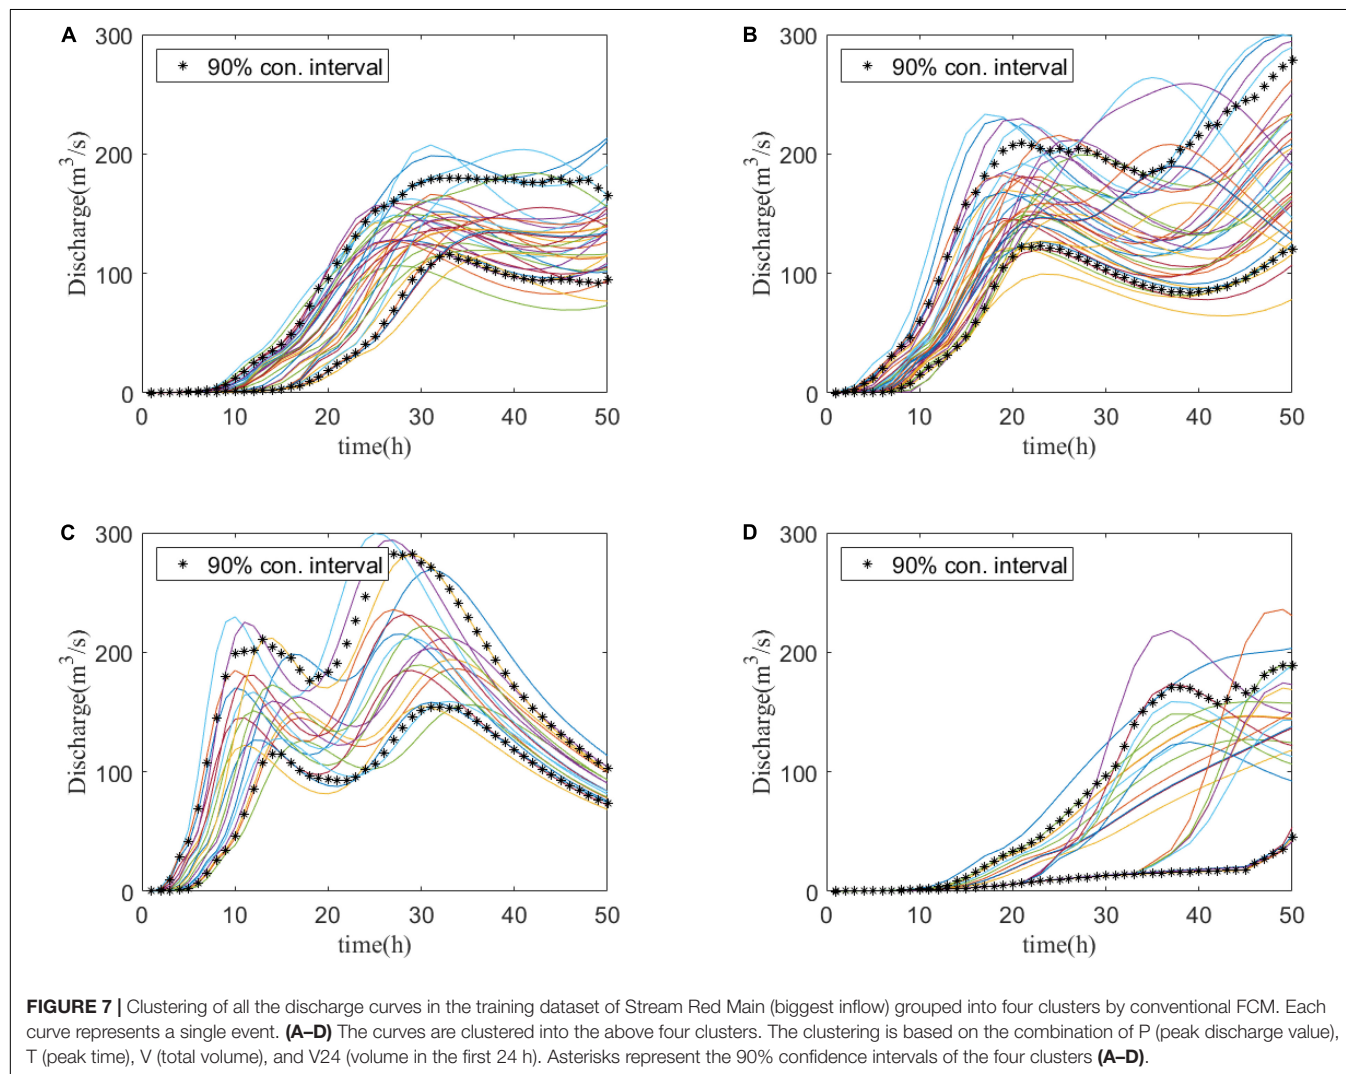 A
300
200
100
0
Discharge(m³/s)
90% con. interval
0 10 20 30 40 50
time(h)
B
300
200
100
0
Discharge(m³/s)
90% con. interval
0 10 20 30 40 50
time(h)
C
300
200
100
0
Discharge(m³/s)
90% con. interval
0 10 20 30 40 50
time(h)
D
300
200
100
0
Discharge(m³/s)
90% con. interval
0 10 20 30 40 50
time(h)
FIGURE 7 | Clustering of all the discharge curves in the training dataset of Stream Red Main (biggest inflow) grouped into four clusters by conventional FCM. Each
curve represents a single event. (A–D) The curves are clustered into the above four clusters. The clustering is based on the combination of P (peak discharge value),
T (peak time), V (total volume), and V24 (volume in the first 24 h). Asterisks represent the 90% confidence intervals of the four clusters (A–D).